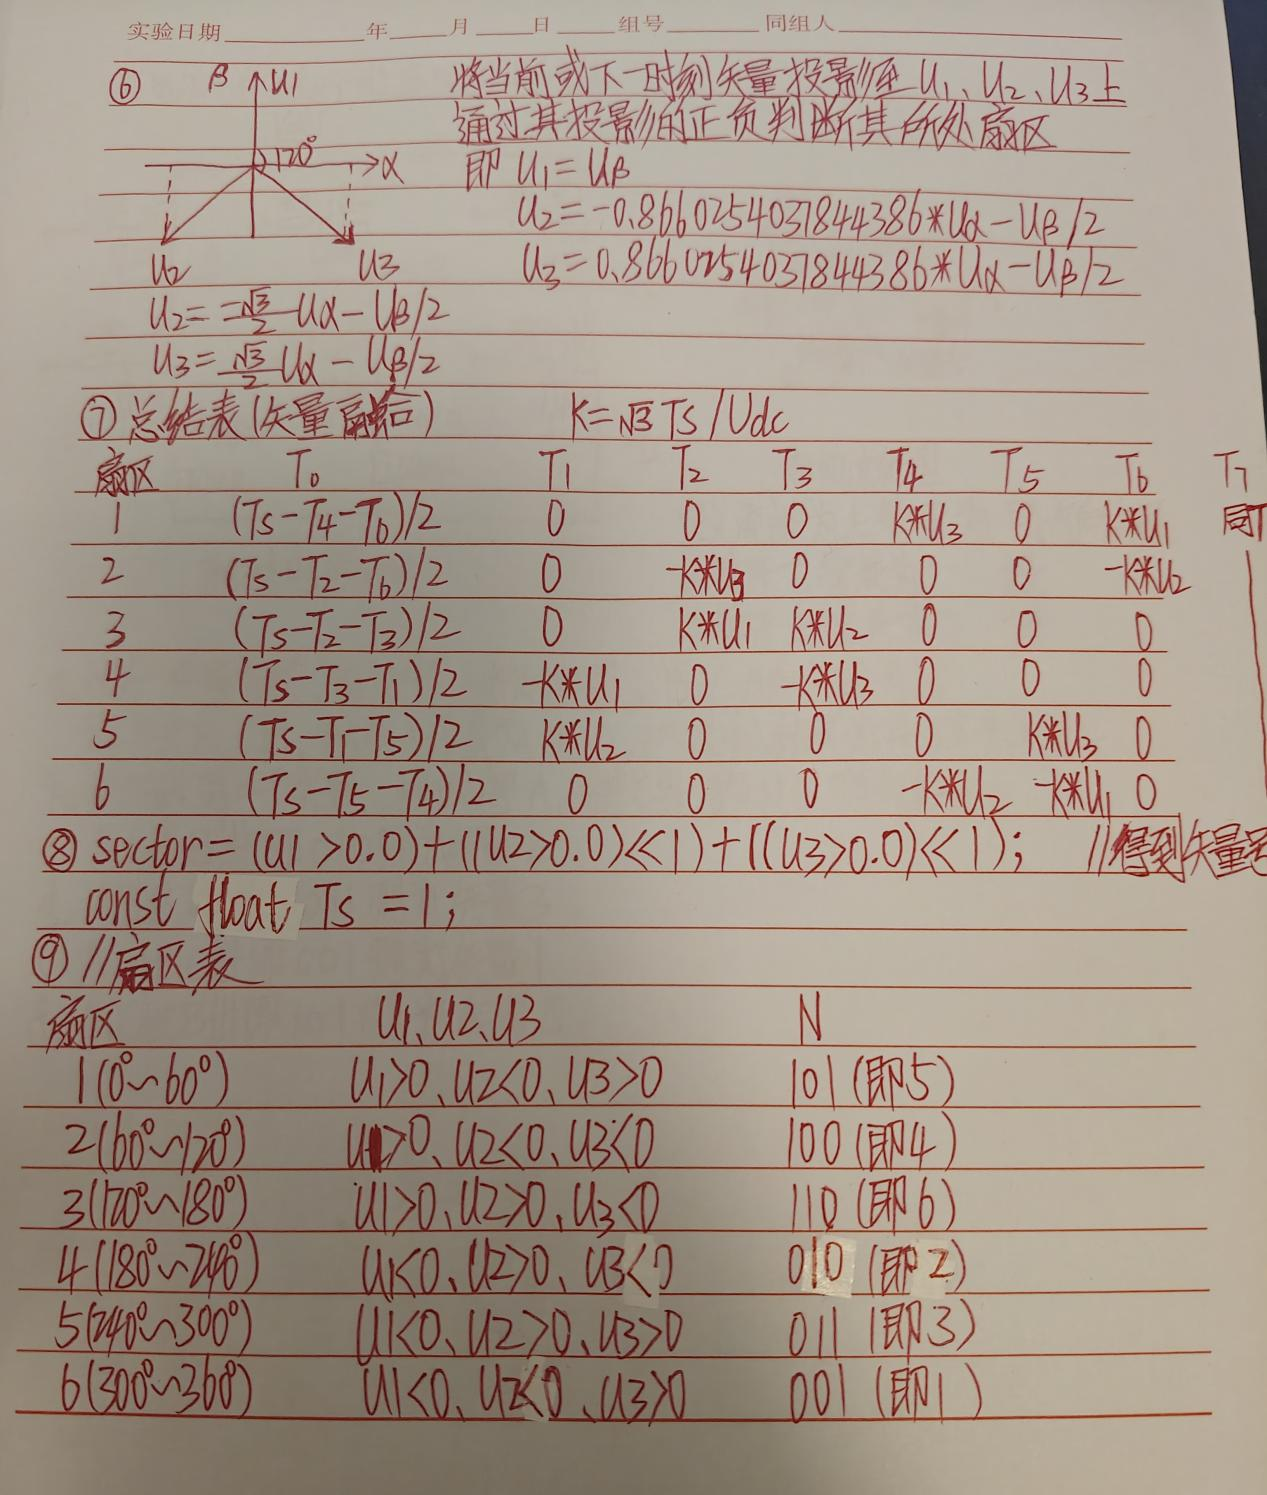 实验日期 年 月 日 组号 同组人
⑥ β U1 将当前或下一时刻矢量投影至U1、U2、U3上
通过其投影的正负判断其所处扇区
120° α 即 U1=Uβ
U2=-0.8660254037844386*Uα-Uβ/2
U2 U3 U3=0.8660254037844386*Uα-Uβ/2
U2=-√3/2 Uα-Uβ/2
U3=√3/2 Uα-Uβ/2
⑦总结表(矢量融合) K=√3 Ts/Udc
扇区 T0 T1 T2 T3 T4 T5 T6 T7
1 (Ts-T4-T6)/2 0 0 0 K*U3 0 K*U1 同T
2 (Ts-T2-T6)/2 0 -K*U3 0 0 0 -K*U2
3 (Ts-T2-T3)/2 0 K*U1 K*U2 0 0 0
4 (Ts-T3-T1)/2 -K*U1 0 -K*U3 0 0 0
5 (Ts-T1-T5)/2 K*U2 0 0 0 K*U3 0
6 (Ts-T5-T4)/2 0 0 0 -K*U2 -K*U1 0
⑧ sector=(U1>0.0)+((U2>0.0)<<1)+((U3>0.0)<<1); //得到矢量号
const float Ts=1;
⑨//扇区表
扇区 U1、U2、U3 N
1(0°~60°) U1>0、U2<0、U3>0 101(即5)
2(60°~120°) U1>0、U2<0、U3<0 100(即4)
3(120°~180°) U1>0、U2>0、U3<0 110(即6)
4(180°~240°) U1<0、U2>0、U3<0 010(即2)
5(240°~300°) U1<0、U2>0、U3>0 011(即3)
6(300°~360°) U1<0、U2<0、U3>0 001(即1)